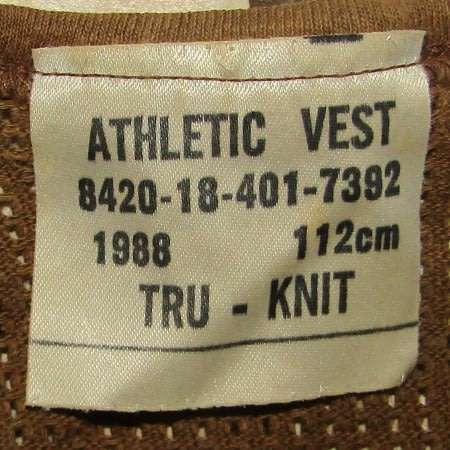 ATHLETIC VEST
8420-18-401-7392
1988 112cm
TRU - KNIT